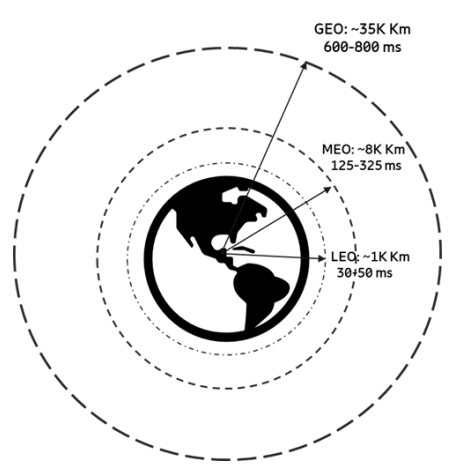 GEO: ~35K Km
600-800 ms
MEO: ~8K Km
125-325 ms
LEO: ~1K Km
30-50 ms